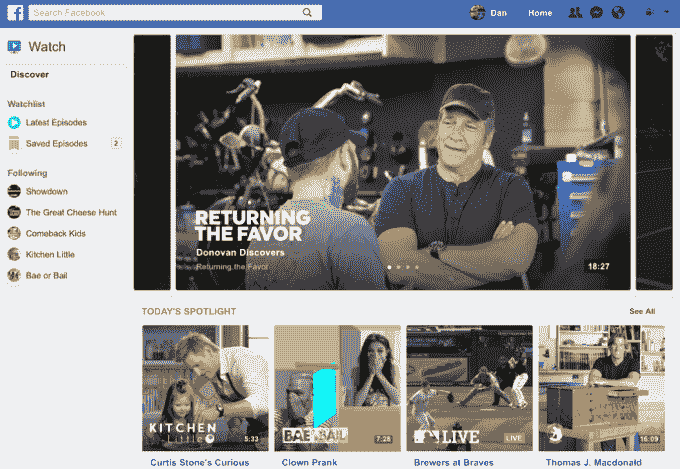 f
Search Facebook
Dan
Home
Watch
Discover
Watchlist
Latest Episodes
Saved Episodes
2
Following
Showdown
The Great Cheese Hunt
Comeback Kids
Kitchen Little
Bae or Bail
RETURNING
THE FAVOR
Donovan Discovers
Returning the Favor
18:27
TODAY'S SPOTLIGHT
See All
KITCHEN
Little
5:33
BAE BAIL
7:28
LIVE
LIVE
16:09
Curtis Stone's Curious
Clown Prank
Brewers at Braves
Thomas J. Macdonald